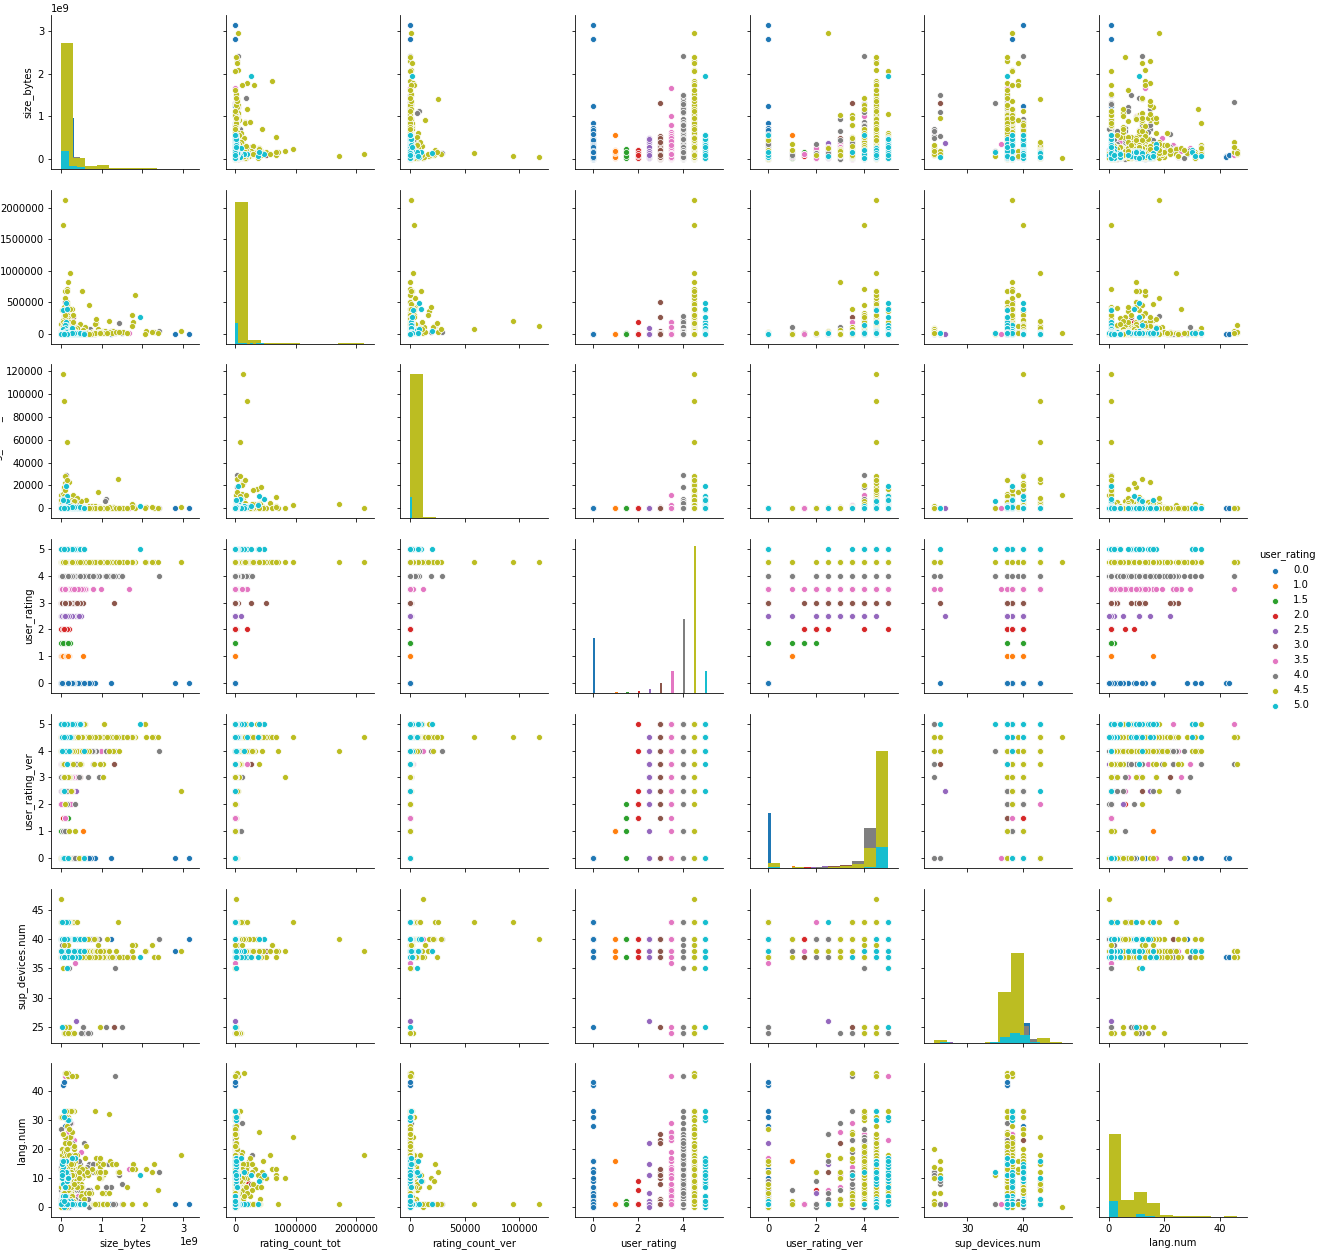 1e9
3
2
1
0
size_bytes
2000000
1500000
1000000
500000
0
120000
100000
80000
60000
40000
20000
0
5
4
3
2
1
0
user_rating
user_rating
0.0
1.0
1.5
2.0
2.5
3.0
3.5
4.0
4.5
5.0
5
4
3
2
1
0
user_rating_ver
45
40
35
30
25
sup_devices.num
40
30
20
10
0
lang.num
0 1 2 3
1e9
size_bytes
0 1000000 2000000
rating_count_tot
0 50000 100000
rating_count_ver
0 2 4
user_rating
0 2 4
user_rating_ver
30 40
sup_devices.num
0 20 40
lang.num